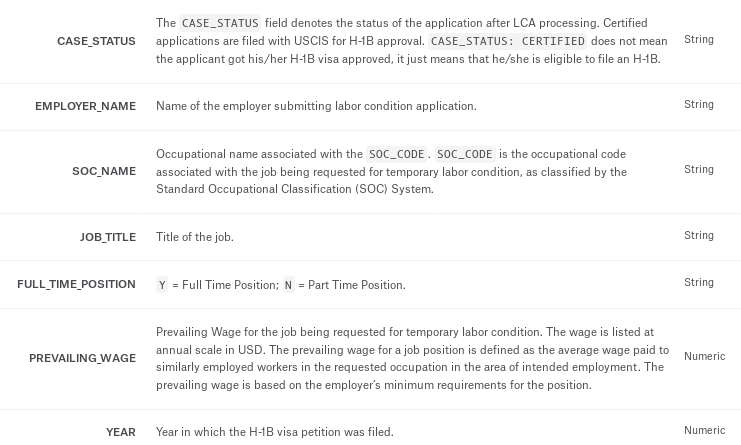 The CASE_STATUS field denotes the status of the application after LCA processing. Certified
CASE_STATUS applications are filed with USCIS for H-1B approval. CASE_STATUS: CERTIFIED does not mean String
the applicant got his/her H-1B visa approved, it just means that he/she is eligible to file an H-1B.
EMPLOYER_NAME Name of the employer submitting labor condition application. String
Occupational name associated with the SOC_CODE. SOC_CODE is the occupational code
SOC_NAME associated with the job being requested for temporary labor condition, as classified by the String
Standard Occupational Classification (SOC) System.
JOB_TITLE Title of the job. String
FULL_TIME_POSITION Y = Full Time Position; N = Part Time Position. String
Prevailing Wage for the job being requested for temporary labor condition. The wage is listed at
annual scale in USD. The prevailing wage for a job position is defined as the average wage paid to
PREVAILING_WAGE similarly employed workers in the requested occupation in the area of intended employment. The Numeric
prevailing wage is based on the employer's minimum requirements for the position.
YEAR Year in which the H-1B visa petition was filed. Numeric